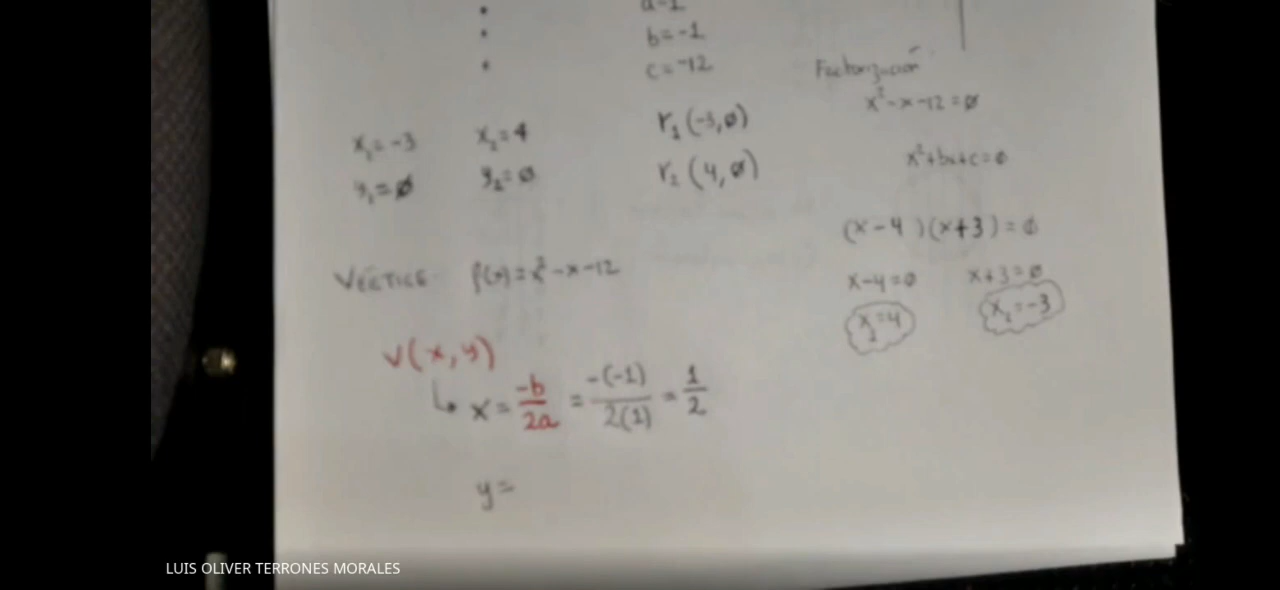 a=1
b=-1
c=-12
Factorización
x²-x-12=0
x₁=-3 x₂=4 r₁(-3,0)
y₁=0 y₂=0 r₂(4,0)
x²+bx+c=0
(x-4)(x+3)=0
x-4=0 x+3=0
x₁=4 x₂=-3
VÉRTICE f(x)=x²-x-12
V(x,y)
x=-b/2a=-(-1)/2(1)=1/2
y=
LUIS OLIVER TERRONES MORALES